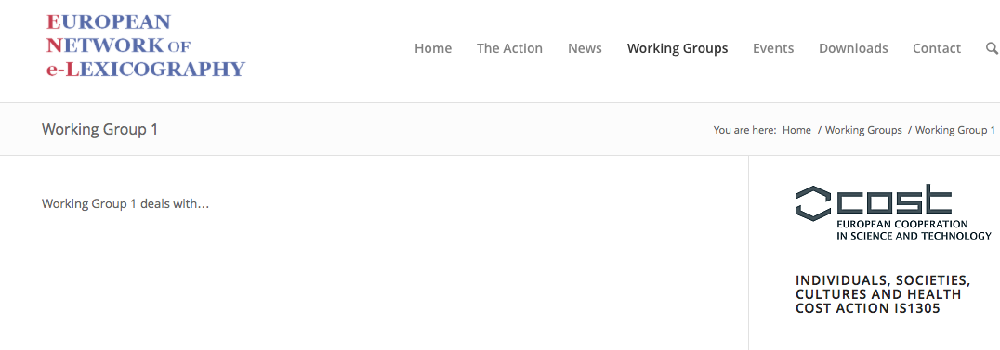 EUROPEAN
NETWORK OF
e-LEXICOGRAPHY
Home The Action News Working Groups Events Downloads Contact
Working Group 1
You are here: Home / Working Groups / Working Group 1
Working Group 1 deals with…
cost
EUROPEAN COOPERATION
IN SCIENCE AND TECHNOLOGY
INDIVIDUALS, SOCIETIES,
CULTURES AND HEALTH
COST ACTION IS1305